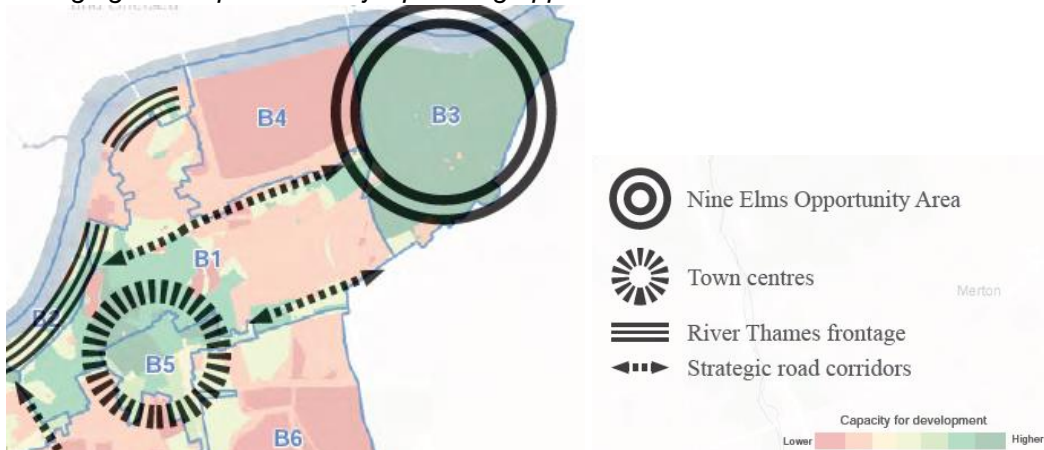 B4
B3
B1
B2
B5
B6
Nine Elms Opportunity Area
Town centres
River Thames frontage
Strategic road corridors
Merton
Capacity for development
Lower
Higher